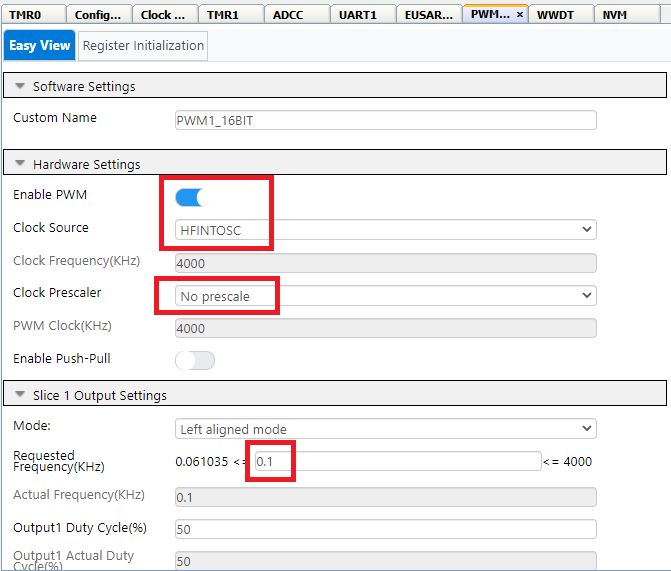 TMR0 Config... Clock ... TMR1 ADCC UART1 EUSAR... PWM... × WWDT NVM
Easy View Register Initialization
Software Settings
Custom Name PWM1_16BIT
Hardware Settings
Enable PWM
Clock Source HFINTOSC
Clock Frequency(KHz) 4000
Clock Prescaler No prescale
PWM Clock(KHz) 4000
Enable Push-Pull
Slice 1 Output Settings
Mode: Left aligned mode
Requested
Frequency(KHz) 0.061035 <= 0.1 <= 4000
Actual Frequency(KHz) 0.1
Output1 Duty Cycle(%) 50
Output1 Actual Duty
Cycle(%) 50